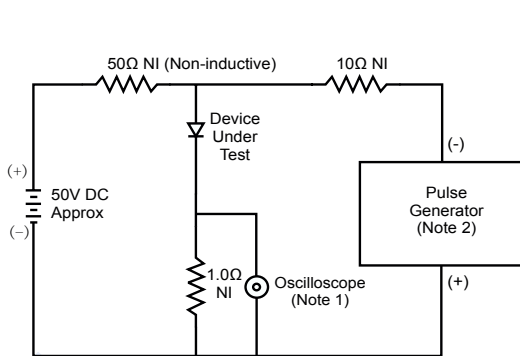 50Ω NI (Non-inductive)
10Ω NI
Device
Under
Test
(-)
(+)
50V DC
Approx
(−)
Pulse
Generator
(Note 2)
1.0Ω
NI
Oscilloscope
(Note 1)
(+)